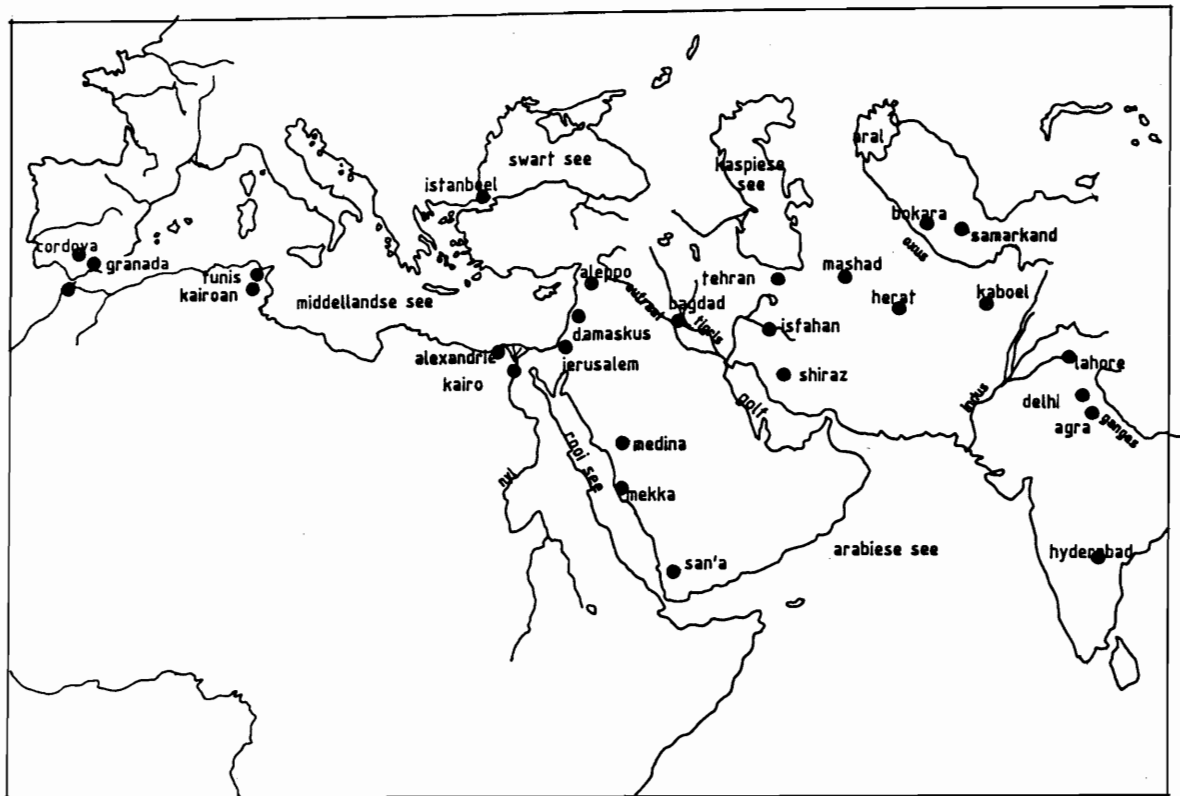 swart see
istanbeel
kaspiese
see
aral
bokara
samarkand
oxus
cordova
granada
tunis
kairoan
middellandse see
aleppo
eufraat
bagdad
tigris
tehran
mashad
herat
kaboel
isfahan
damaskus
jerusalem
alexandrie
kairo
shiraz
golf
indus
lahore
delhi
agra
ganges
medina
rooi see
nyl
mekka
arabiese see
san'a
hyderabad